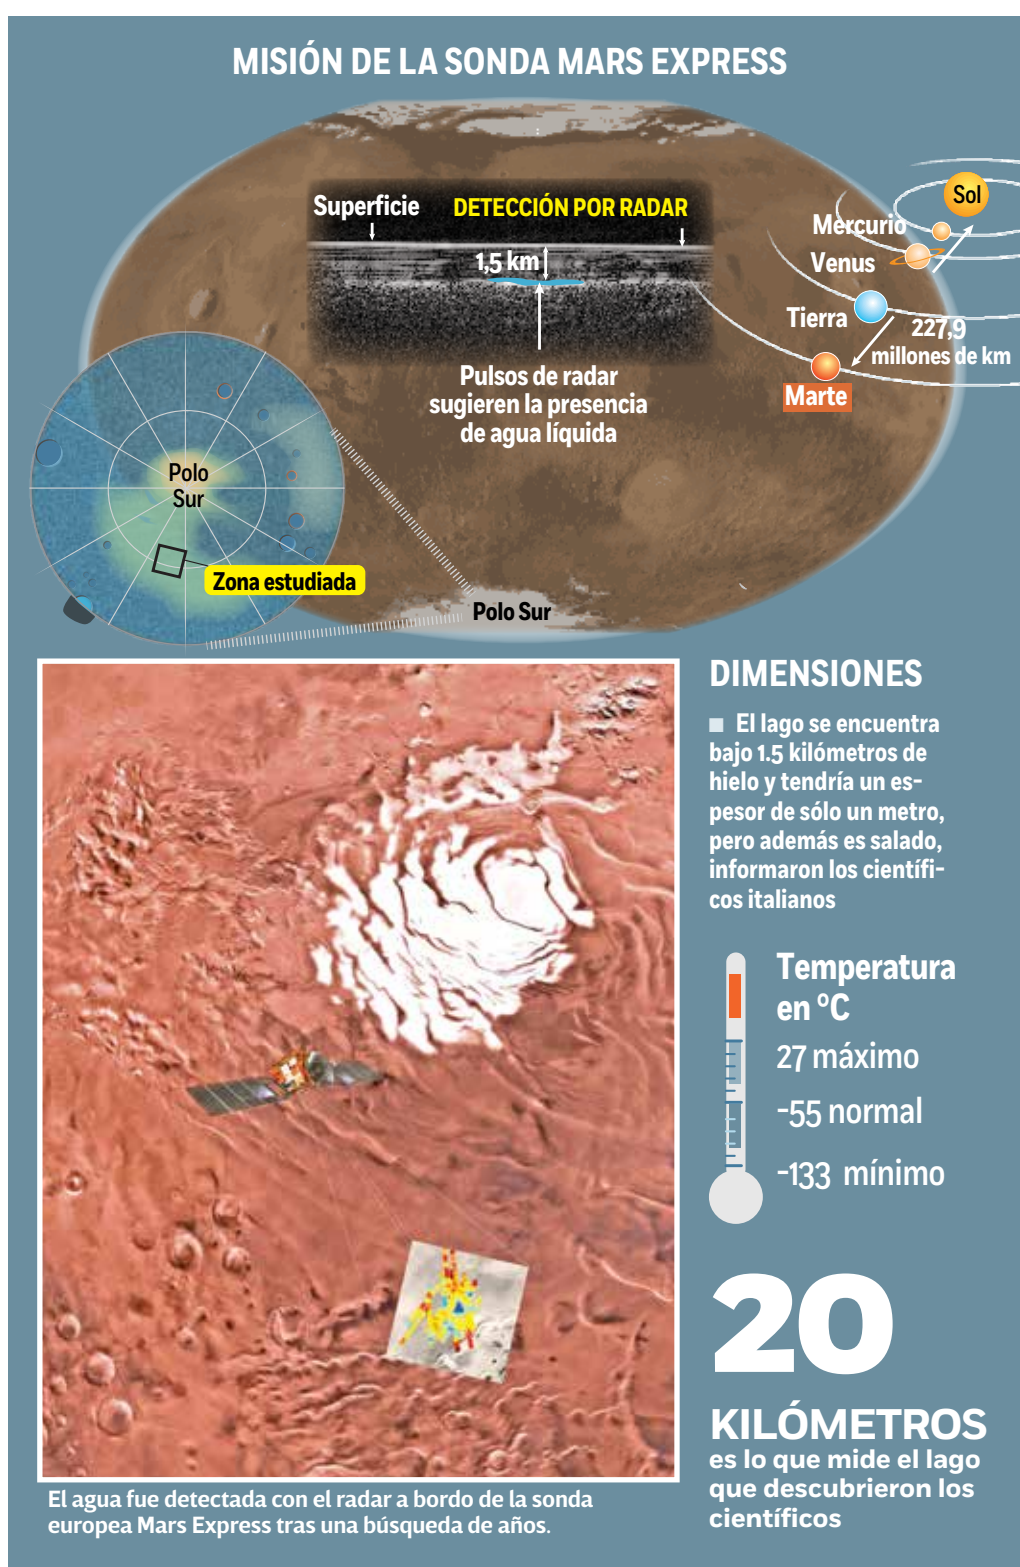 MISIÓN DE LA SONDA MARS EXPRESS
Superficie
DETECCIÓN POR RADAR
1,5 km
Pulsos de radar
sugieren la presencia
de agua líquida
Sol
Mercurio
Venus
Tierra
227,9
millones de km
Marte
Polo
Sur
Zona estudiada
Polo Sur
DIMENSIONES
El lago se encuentra
bajo 1.5 kilómetros de
hielo y tendría un es-
pesor de sólo un metro,
pero además es salado,
informaron los científi-
cos italianos
Temperatura
en °C
27 máximo
-55 normal
-133 mínimo
20
KILÓMETROS
es lo que mide el lago
que descubrieron los
científicos
El agua fue detectada con el radar a bordo de la sonda
europea Mars Express tras una búsqueda de años.